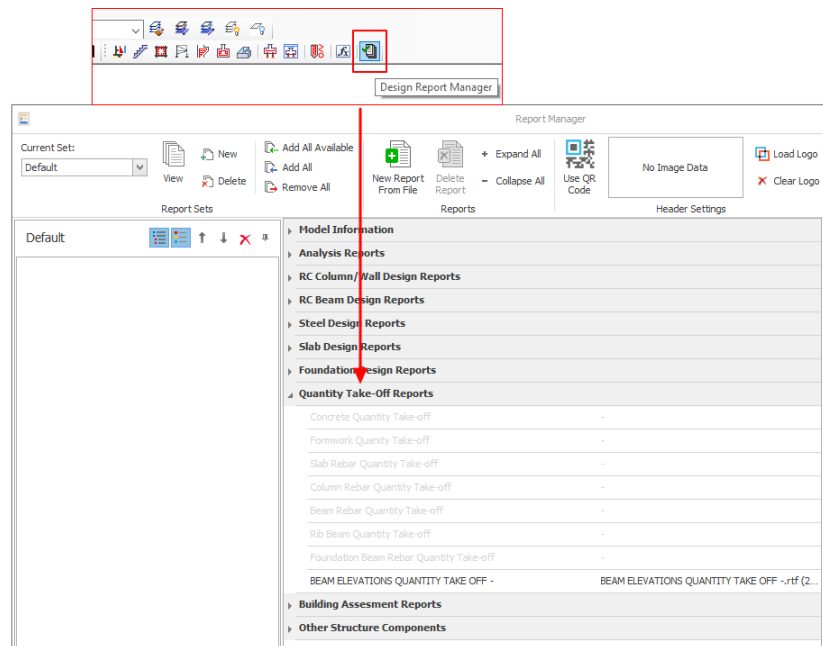 Design Report Manager
Report Manager
Current Set:
Default
View
New
Delete
Add All Available
Add All
Remove All
Report Sets
New Report
From File
Delete
Report
+ Expand All
− Collapse All
Reports
Use QR
Code
No Image Data
Load Logo
Clear Logo
Header Settings
Default
Model Information
Analysis Reports
RC Column/Wall Design Reports
RC Beam Design Reports
Steel Design Reports
Slab Design Reports
Foundation Design Reports
Quantity Take-Off Reports
Concrete Quantity Take-off -
Formwork Quanity Take-off -
Slab Rebar Quantity Take-off -
Column Rebar Quantity Take-off -
Beam Rebar Quantity Take-off -
Rib Beam Quantity Take-off -
Foundation Beam Rebar Quantity Take-off -
BEAM ELEVATIONS QUANTITY TAKE OFF - BEAM ELEVATIONS QUANTITY TAKE OFF -.rtf (2...
Building Assesment Reports
Other Structure Components